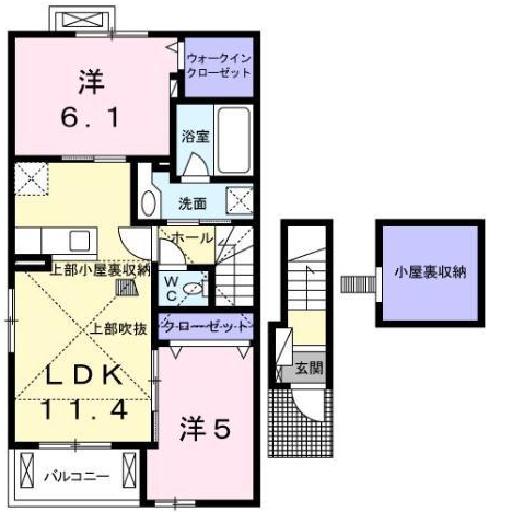 洋
6.1
ウォークイン
クローゼット
浴室
洗面
ホール
上部小屋裏収納
WC
上部吹抜
クローゼット
LDK
11.4
洋5
バルコニー
玄関
小屋裏収納